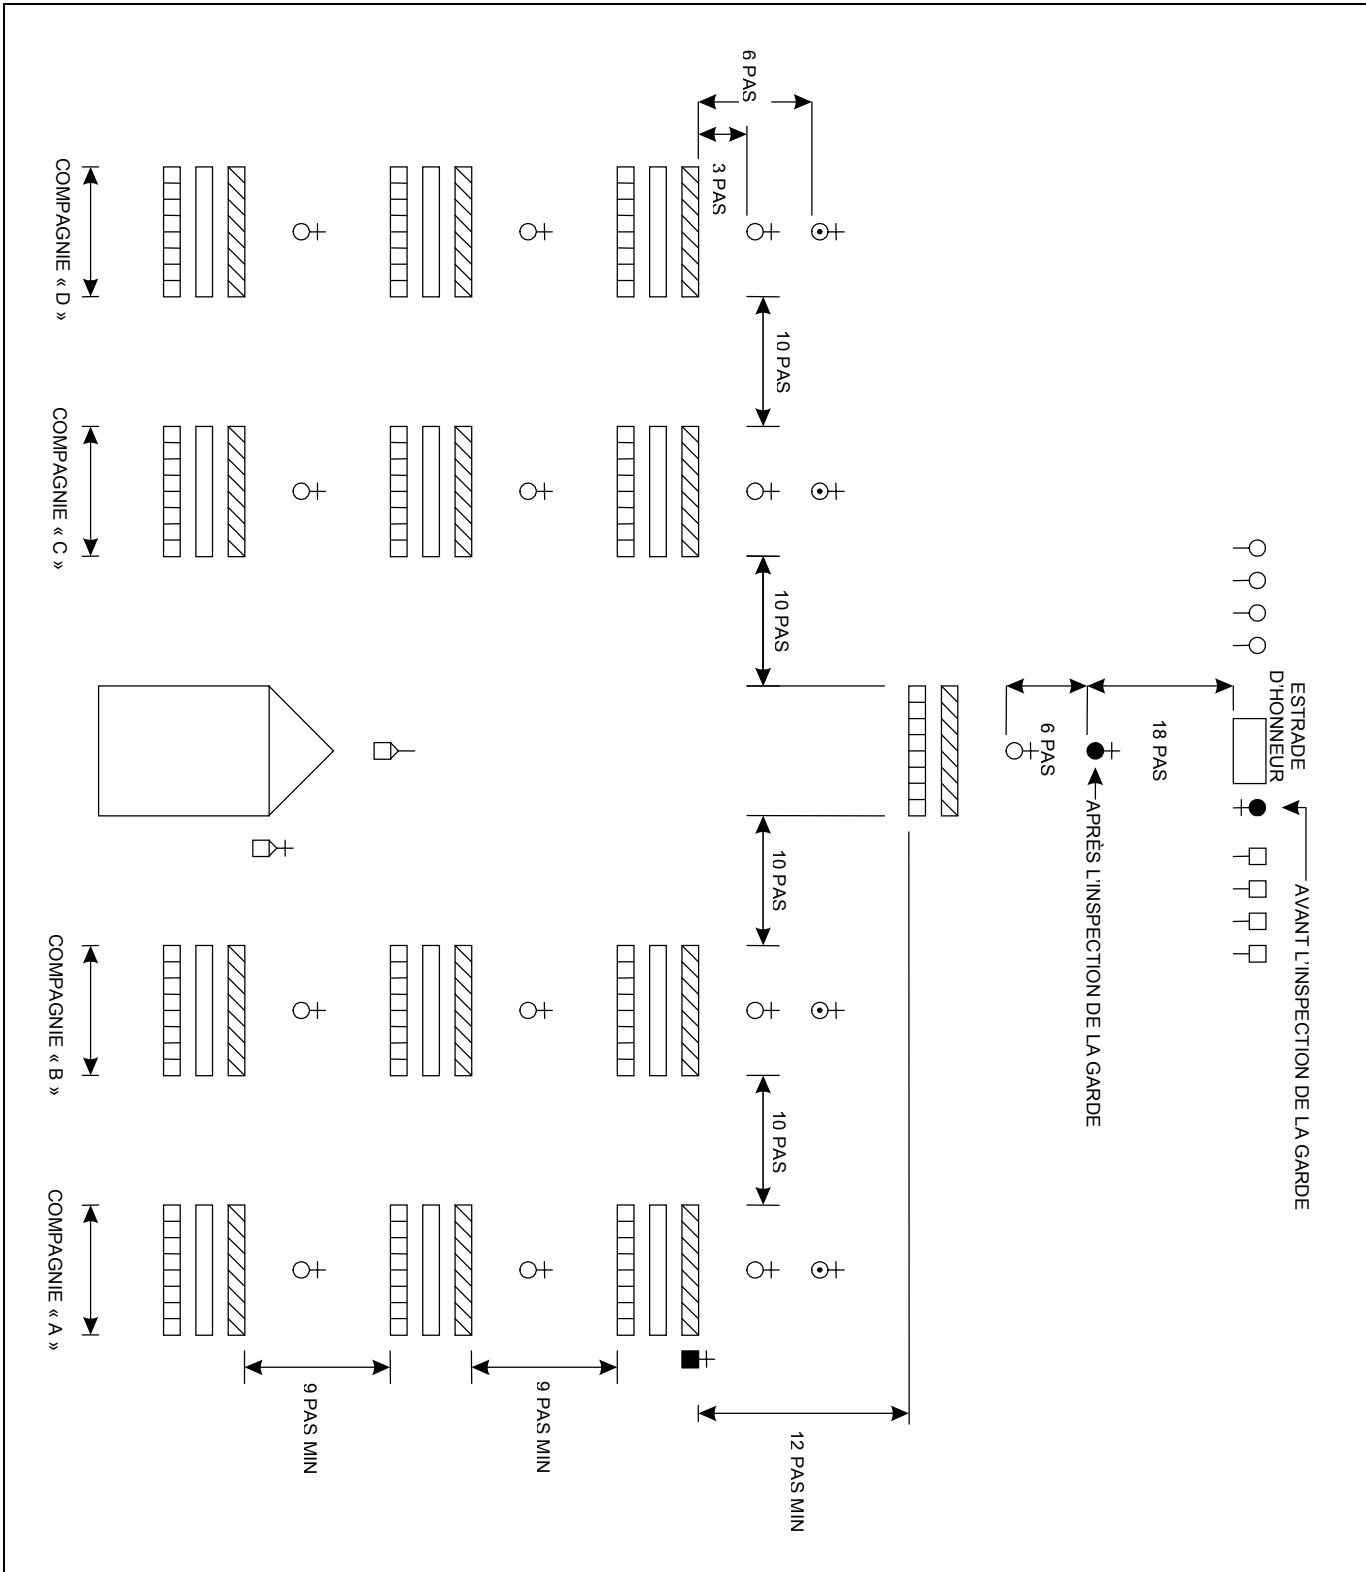 6 PAS
3 PAS
COMPAGNIE « D »
10 PAS
COMPAGNIE « C »
10 PAS
ESTRADE
D'HONNEUR
18 PAS
6 PAS
APRÈS L'INSPECTION DE LA GARDE
AVANT L'INSPECTION DE LA GARDE
10 PAS
COMPAGNIE « B »
10 PAS
COMPAGNIE « A »
9 PAS MIN
9 PAS MIN
12 PAS MIN